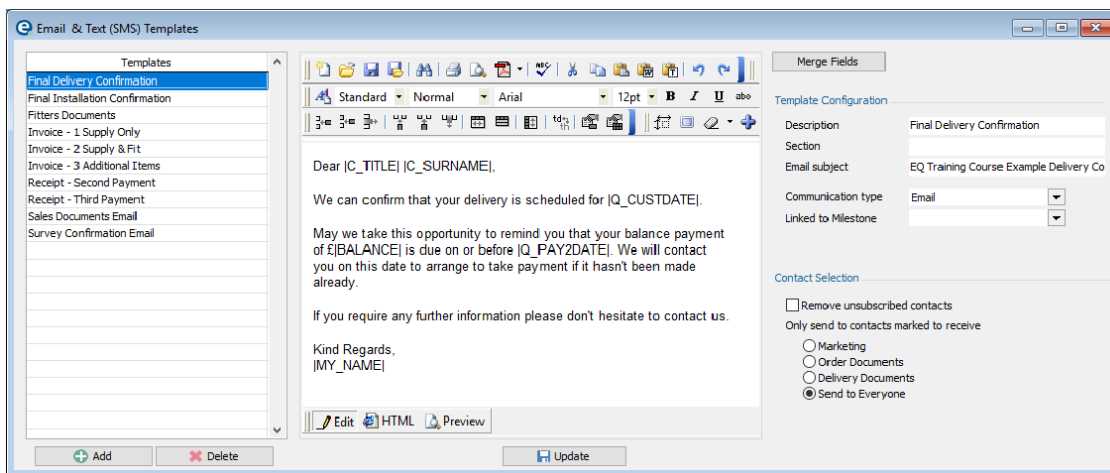 Email & Text (SMS) Templates
Templates
Final Delivery Confirmation
Final Installation Confirmation
Fitters Documents
Invoice - 1 Supply Only
Invoice - 2 Supply & Fit
Invoice - 3 Additional Items
Receipt - Second Payment
Receipt - Third Payment
Sales Documents Email
Survey Confirmation Email
Add
Delete
Standard Normal Arial 12pt B I U abc
Dear |C_TITLE| |C_SURNAME|,
We can confirm that your delivery is scheduled for |Q_CUSTDATE|.
May we take this opportunity to remind you that your balance payment
of £|BALANCE| is due on or before |Q_PAY2DATE|. We will contact
you on this date to arrange to take payment if it hasn't been made
already.
If you require any further information please don't hesitate to contact us.
Kind Regards,
|MY_NAME|
Edit HTML Preview
Update
Merge Fields
Template Configuration
Description Final Delivery Confirmation
Section
Email subject EQ Training Course Example Delivery Co
Communication type Email
Linked to Milestone
Contact Selection
Remove unsubscribed contacts
Only send to contacts marked to receive
Marketing
Order Documents
Delivery Documents
Send to Everyone